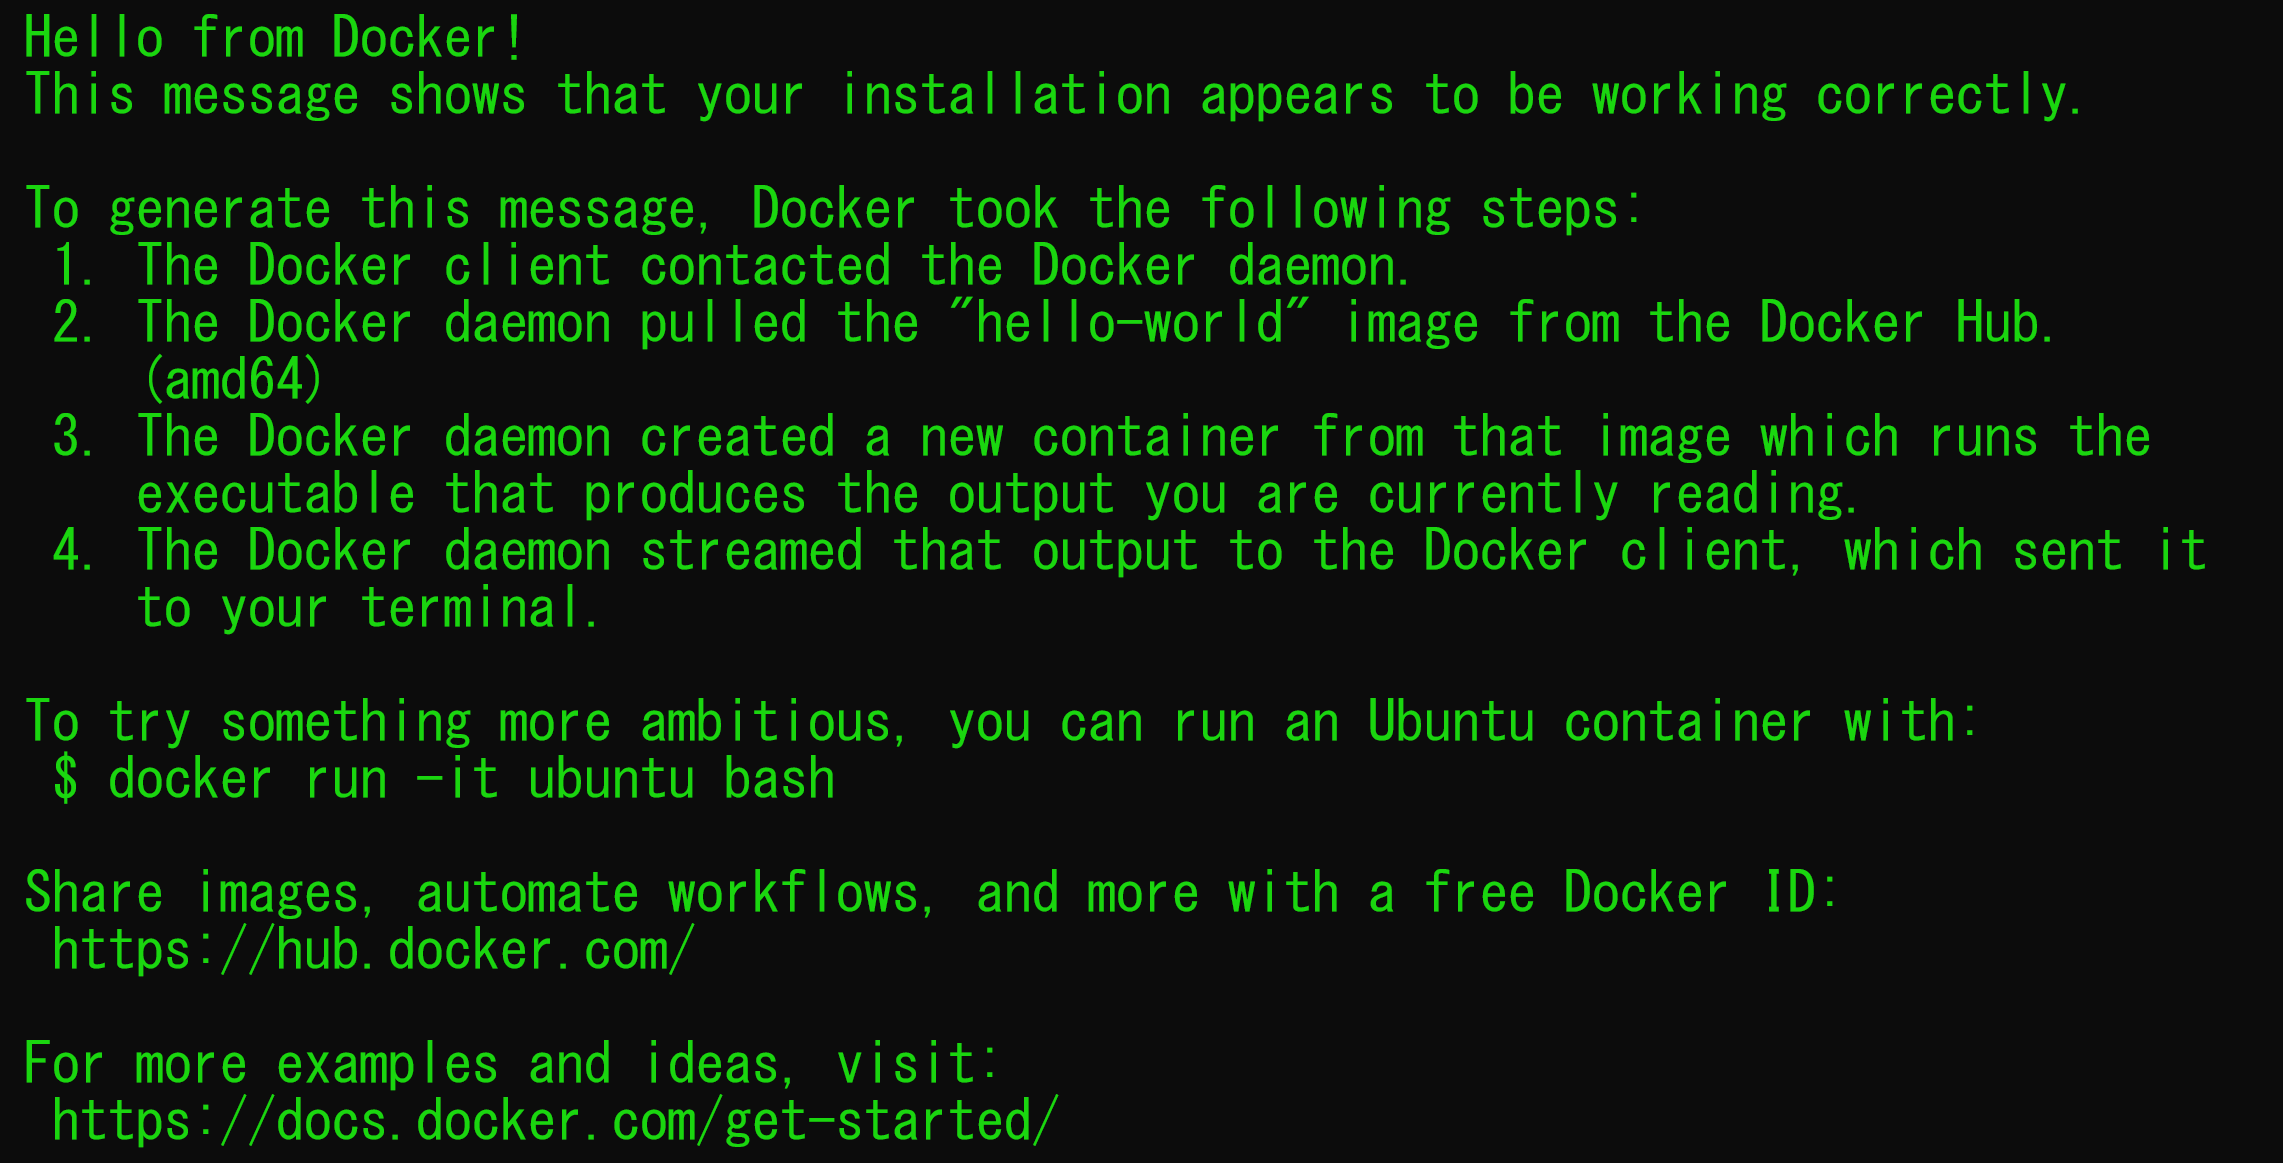 Hello from Docker!
This message shows that your installation appears to be working correctly.

To generate this message, Docker took the following steps:
 1. The Docker client contacted the Docker daemon.
 2. The Docker daemon pulled the "hello-world" image from the Docker Hub.
    (amd64)
 3. The Docker daemon created a new container from that image which runs the
    executable that produces the output you are currently reading.
 4. The Docker daemon streamed that output to the Docker client, which sent it
    to your terminal.

To try something more ambitious, you can run an Ubuntu container with:
 $ docker run -it ubuntu bash

Share images, automate workflows, and more with a free Docker ID:
 https://hub.docker.com/

For more examples and ideas, visit:
 https://docs.docker.com/get-started/